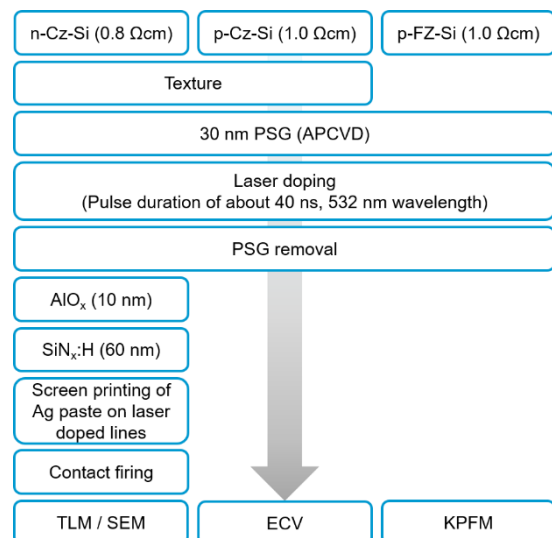 n-Cz-Si (0.8 Ωcm)
p-Cz-Si (1.0 Ωcm)
p-FZ-Si (1.0 Ωcm)
Texture
30 nm PSG (APCVD)
Laser doping
(Pulse duration of about 40 ns, 532 nm wavelength)
PSG removal
AlOₓ (10 nm)
SiNₓ:H (60 nm)
Screen printing of
Ag paste on laser
doped lines
Contact firing
TLM / SEM
ECV
KPFM